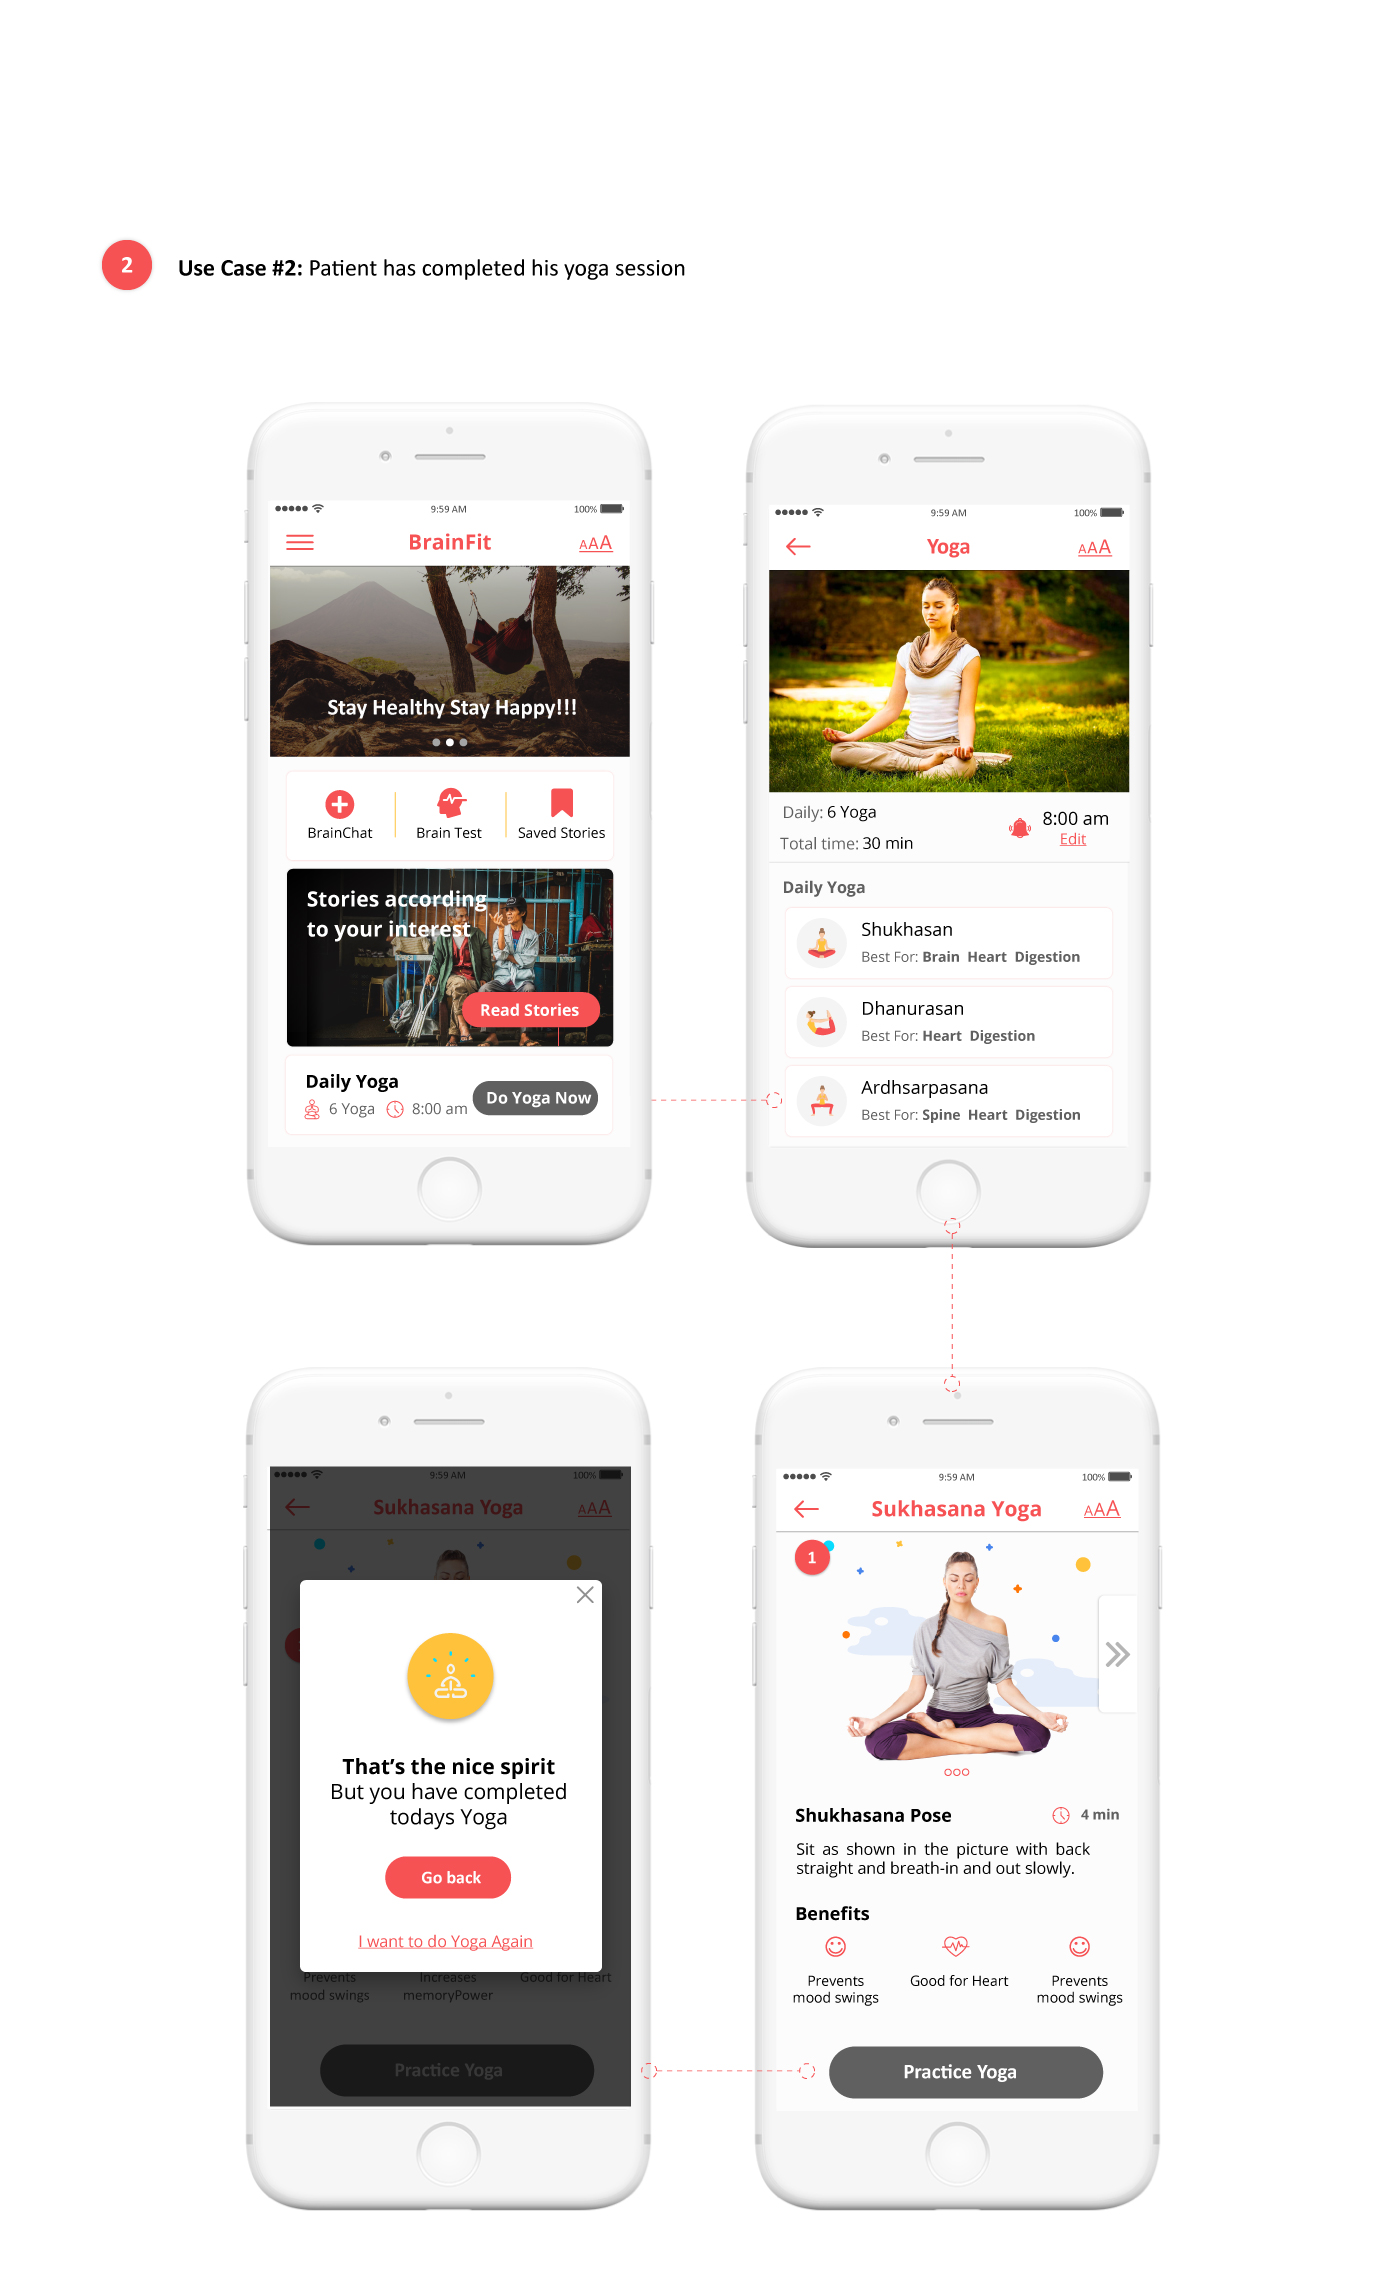 2
Use Case #2: Patient has completed his yoga session
9:59 AM
100%
BrainFit
AAA
Stay Healthy Stay Happy!!!
BrainChat
Brain Test
Saved Stories
Stories according
to your interest
Read Stories
Daily Yoga
6 Yoga
8:00 am
Do Yoga Now
9:59 AM
100%
Yoga
AAA
Daily: 6 Yoga
Total time: 30 min
8:00 am
Edit
Daily Yoga
Shukhasan
Best For: Brain Heart Digestion
Dhanurasan
Best For: Heart Digestion
Ardhsarpasana
Best For: Spine Heart Digestion
9:59 AM
100%
Sukhasana Yoga
AAA
That's the nice spirit
But you have completed
todays Yoga
Go back
I want to do Yoga Again
Prevents
mood swings
Increases
memoryPower
Good for Heart
Practice Yoga
9:59 AM
100%
Sukhasana Yoga
AAA
1
Shukhasana Pose
4 min
Sit as shown in the picture with back
straight and breath-in and out slowly.
Benefits
Prevents
mood swings
Good for Heart
Prevents
mood swings
Practice Yoga